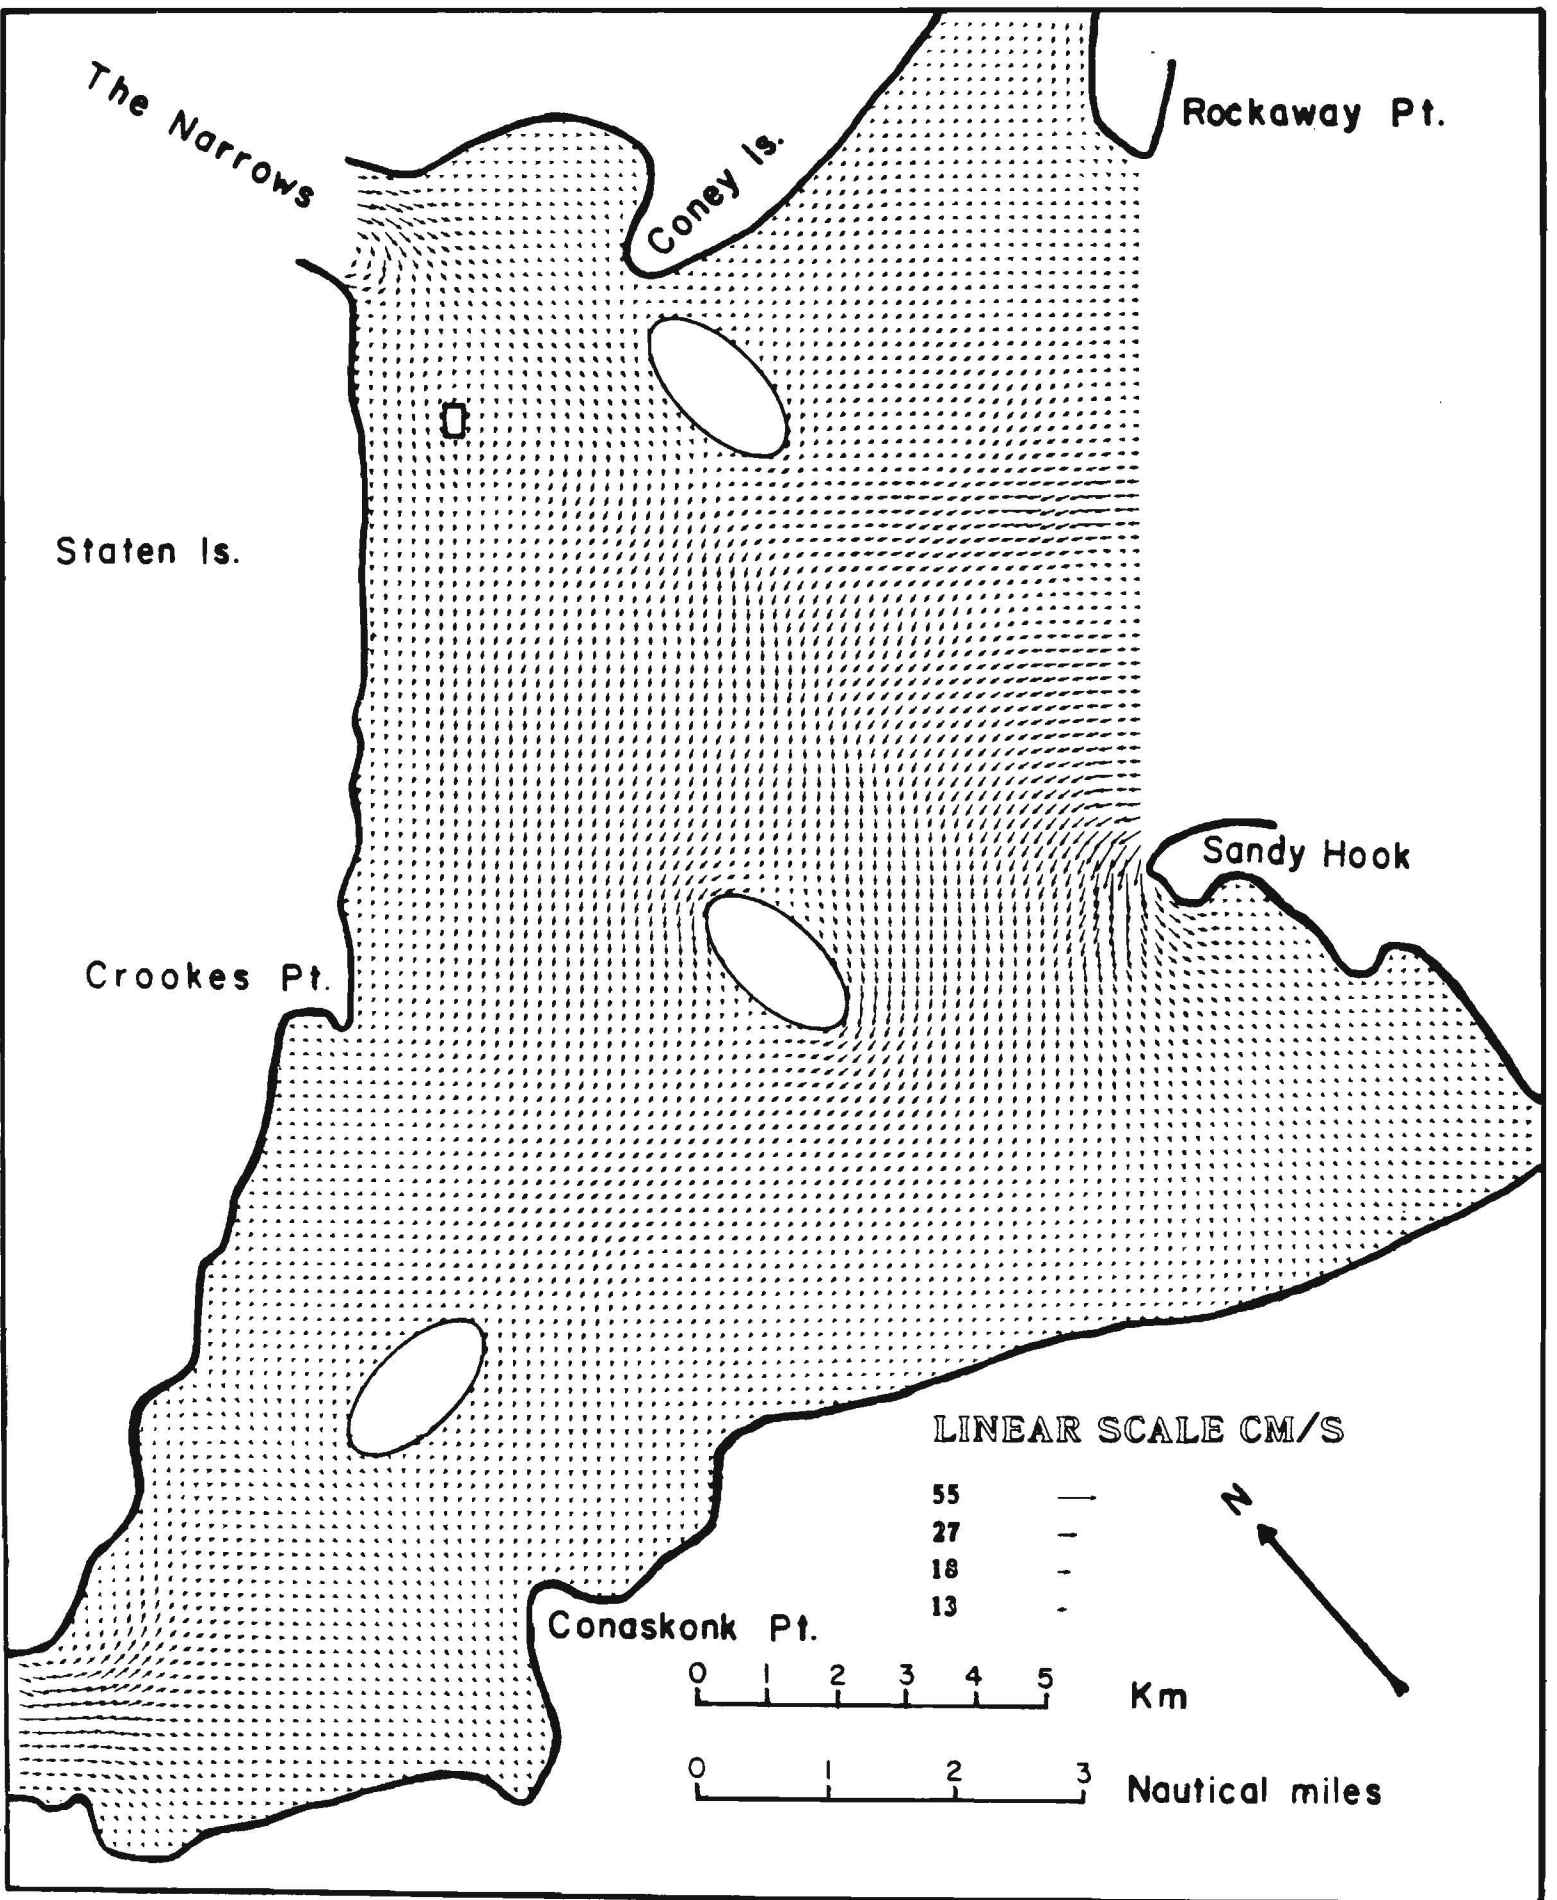 The Narrows
Rockaway Pt.
Coney Is.
Staten Is.
Sandy Hook
Crookes Pt.
LINEAR SCALE CM/S
55
27
18
13
N
Conaskonk Pt.
0 1 2 3 4 5
Km
0 1 2 3
Nautical miles